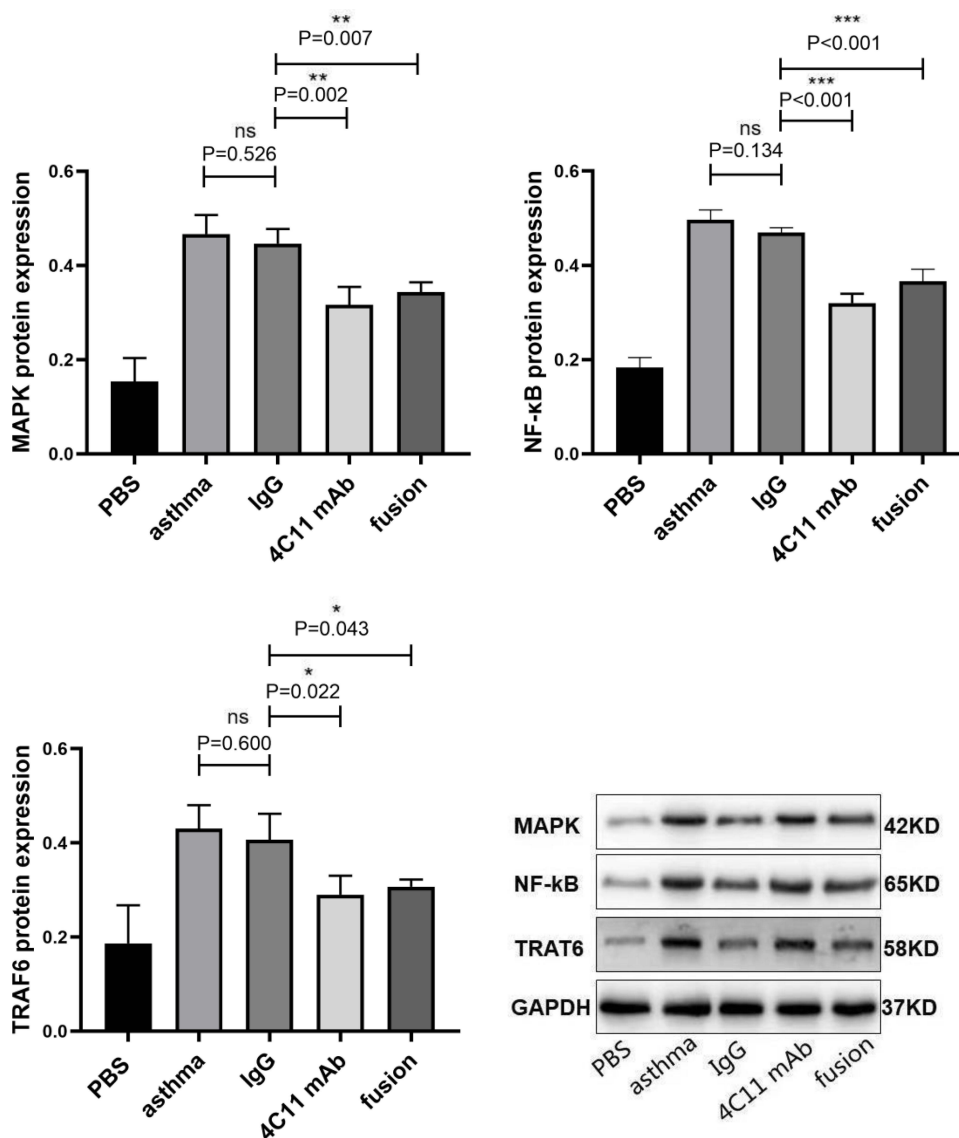 **
P=0.007
**
P=0.002
ns
P=0.526
MAPK protein expression
0.6
0.4
0.2
0.0
PBS
asthma
IgG
4C11 mAb
fusion
***
P<0.001
***
P<0.001
ns
P=0.134
NF-κB protein expression
0.6
0.4
0.2
0.0
PBS
asthma
IgG
4C11 mAb
fusion
*
P=0.043
*
P=0.022
ns
P=0.600
TRAF6 protein expression
0.6
0.4
0.2
0.0
PBS
asthma
IgG
4C11 mAb
fusion
MAPK 42KD
NF-kB 65KD
TRAT6 58KD
GAPDH 37KD
PBS
asthma
IgG
4C11 mAb
fusion